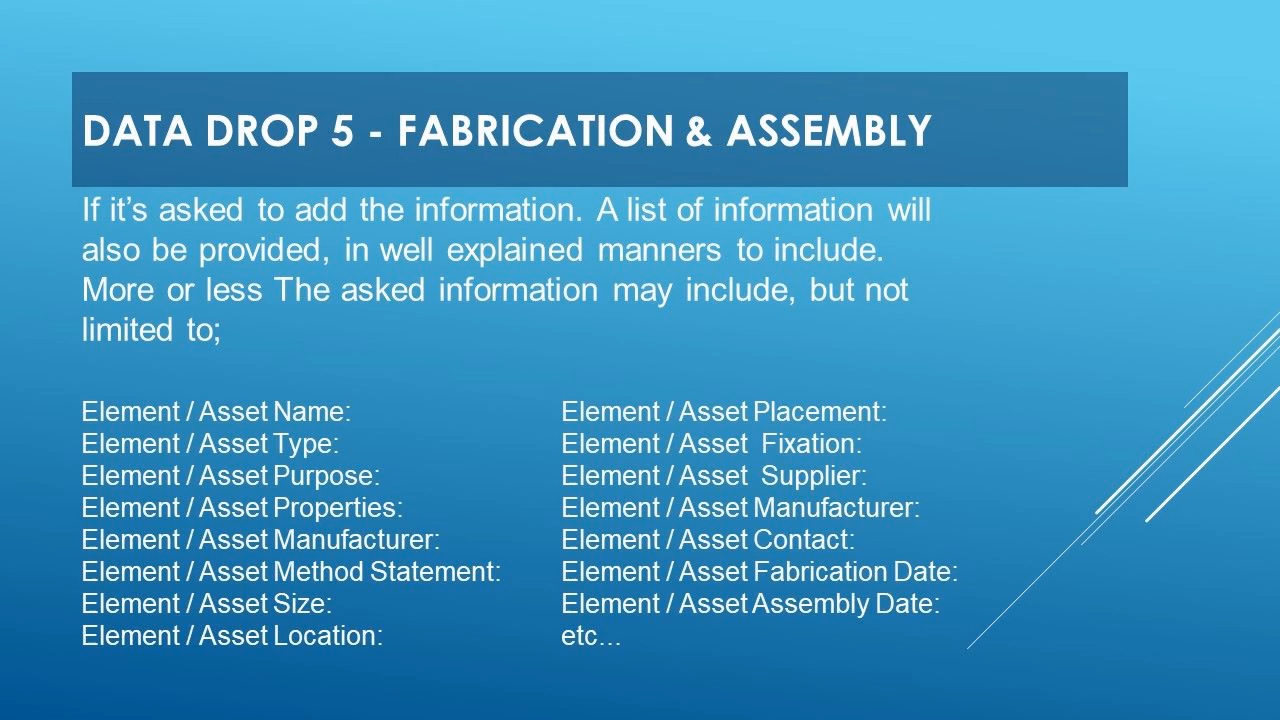 DATA DROP 5 - FABRICATION & ASSEMBLY
If it’s asked to add the information. A list of information will
also be provided, in well explained manners to include.
More or less The asked information may include, but not
limited to;
Element / Asset Name:
Element / Asset Type:
Element / Asset Purpose:
Element / Asset Properties:
Element / Asset Manufacturer:
Element / Asset Method Statement:
Element / Asset Size:
Element / Asset Location:
Element / Asset Placement:
Element / Asset  Fixation:
Element / Asset  Supplier:
Element / Asset Manufacturer:
Element / Asset Contact:
Element / Asset Fabrication Date:
Element / Asset Assembly Date:
etc...